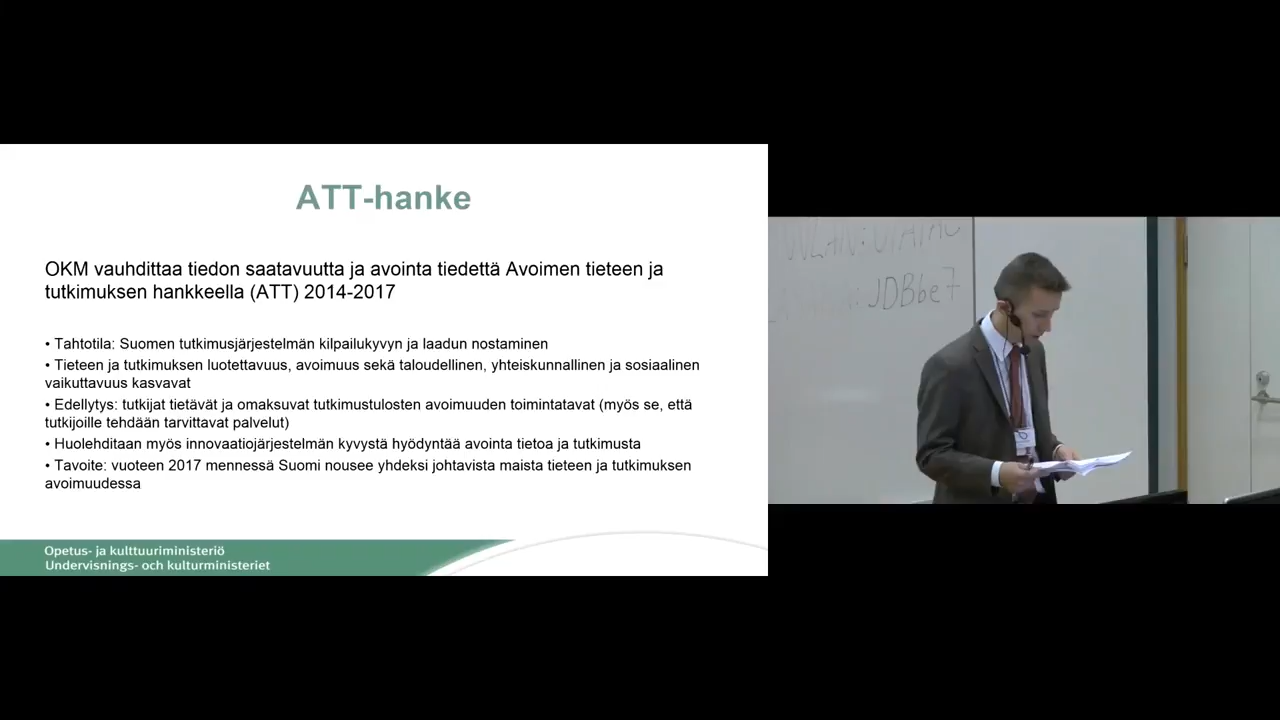 ATT-hanke
OKM vauhdittaa tiedon saatavuutta ja avointa tiedettä Avoimen tieteen ja
tutkimuksen hankkeella (ATT) 2014-2017
• Tahtotila: Suomen tutkimusjärjestelmän kilpailukyvyn ja laadun nostaminen
• Tieteen ja tutkimuksen luotettavuus, avoimuus sekä taloudellinen, yhteiskunnallinen ja sosiaalinen
vaikuttavuus kasvavat
• Edellytys: tutkijat tietävät ja omaksuvat tutkimustulosten avoimuuden toimintatavat (myös se, että
tutkijoille tehdään tarvittavat palvelut)
• Huolehditaan myös innovaatiojärjestelmän kyvystä hyödyntää avointa tietoa ja tutkimusta
• Tavoite: vuoteen 2017 mennessä Suomi nousee yhdeksi johtavista maista tieteen ja tutkimuksen
avoimuudessa
Opetus- ja kulttuuriministeriö
Undervisnings- och kulturministeriet
JDB6e7